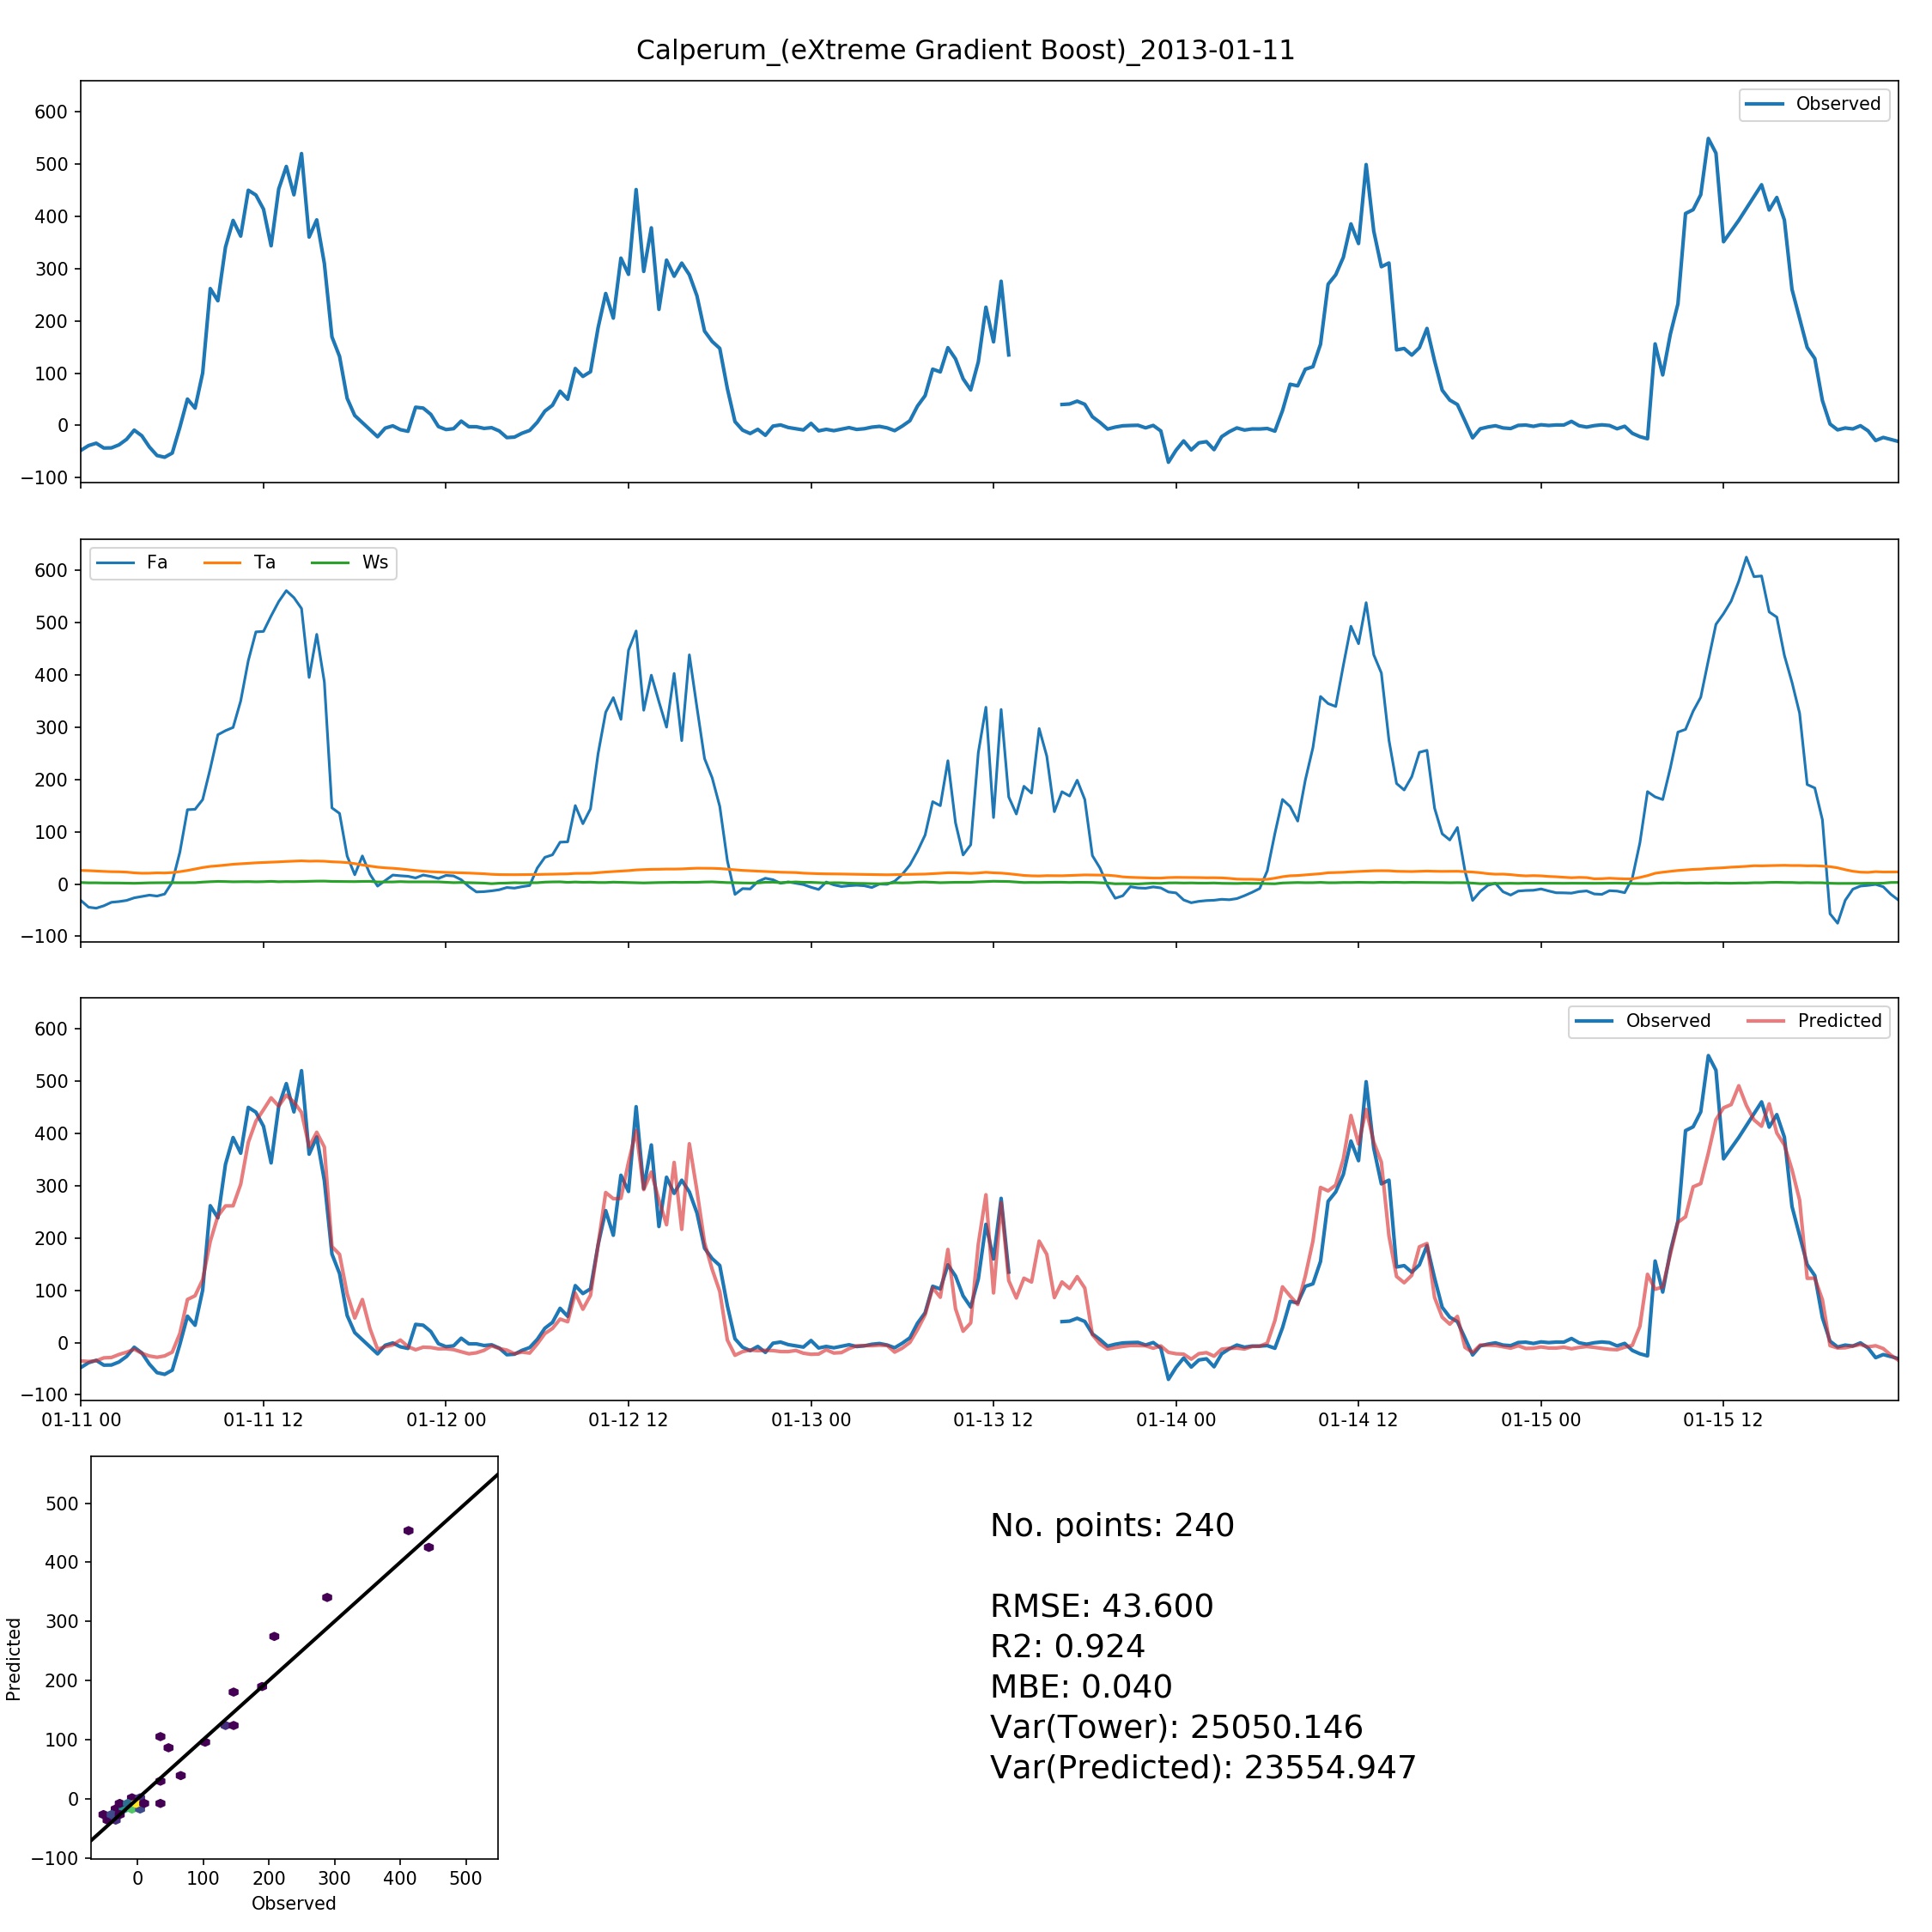 Calperum_(eXtreme Gradient Boost)_2013-01-11
600
500
400
300
200
100
0
−100
Observed
600
500
400
300
200
100
0
−100
Fa Ta Ws
600
500
400
300
200
100
0
−100
Observed Predicted
01-11 00 01-11 12 01-12 00 01-12 12 01-13 00 01-13 12 01-14 00 01-14 12 01-15 00 01-15 12
Predicted
500
400
300
200
100
0
−100
0 100 200 300 400 500
Observed
No. points: 240
RMSE: 43.600
R2: 0.924
MBE: 0.040
Var(Tower): 25050.146
Var(Predicted): 23554.947